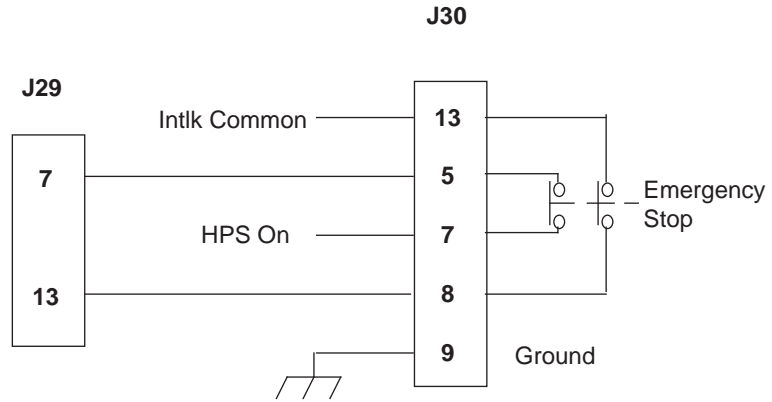 J30
J29
Intlk Common
13
7
5
Emergency
Stop
HPS On
7
13
8
9
Ground